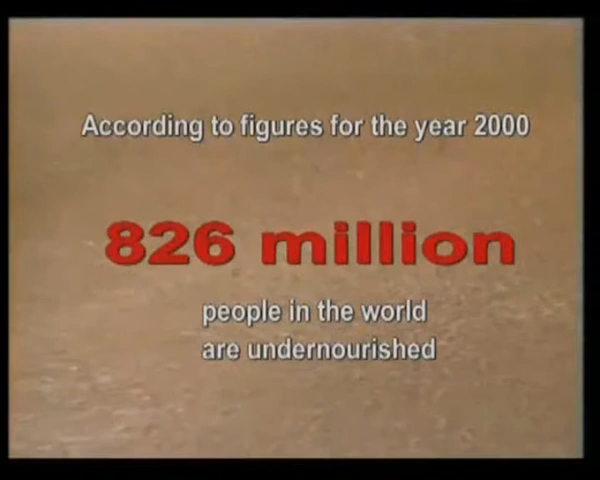 According to figures for the year 2000
826 million
people in the world
are undernourished